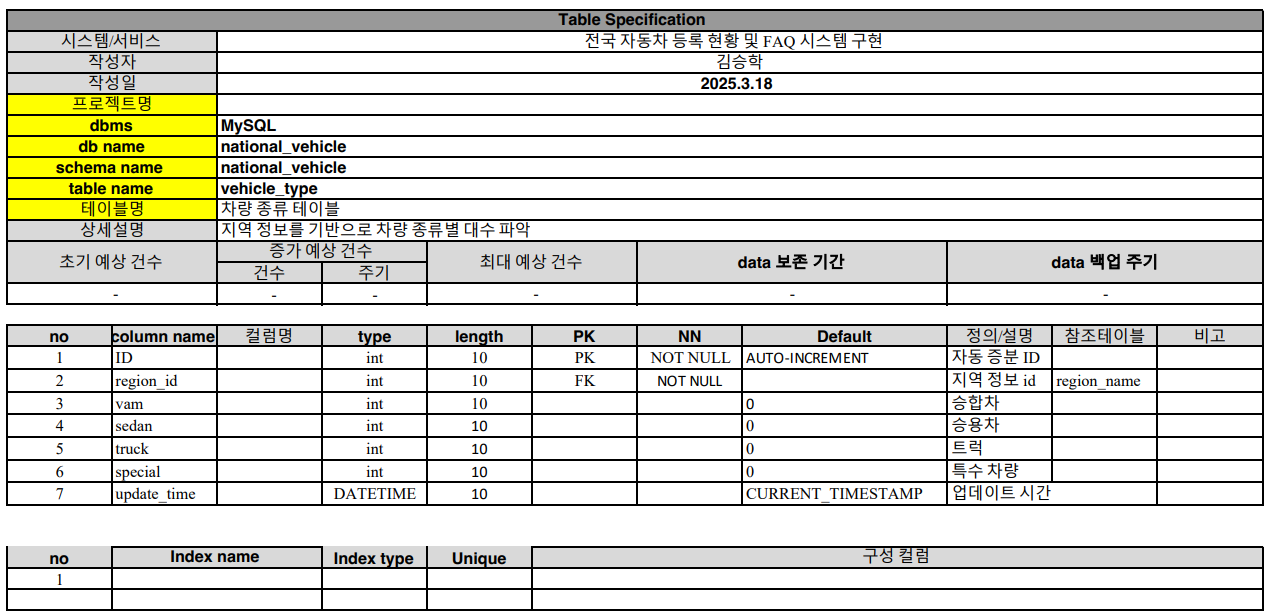 Table Specification
시스템/서비스 전국 자동차 등록 현황 및 FAQ 시스템 구현
작성자 김승학
작성일 2025.3.18
프로젝트명
dbms MySQL
db name national_vehicle
schema name national_vehicle
table name vehicle_type
테이블명 차량 종류 테이블
상세설명 지역 정보를 기반으로 차량 종류별 대수 파악
초기 예상 건수 증가 예상 건수 최대 예상 건수 data 보존 기간 data 백업 주기
건수 주기
- - - - - -
no column name 컬럼명 type length PK NN Default 정의/설명 참조테이블 비고
1 ID int 10 PK NOT NULL AUTO-INCREMENT 자동 증분 ID
2 region_id int 10 FK NOT NULL 지역 정보 id region_name
3 vam int 10 0 승합차
4 sedan int 10 0 승용차
5 truck int 10 0 트럭
6 special int 10 0 특수 차량
7 update_time DATETIME 10 CURRENT_TIMESTAMP 업데이트 시간
no Index name Index type Unique 구성 컬럼
1